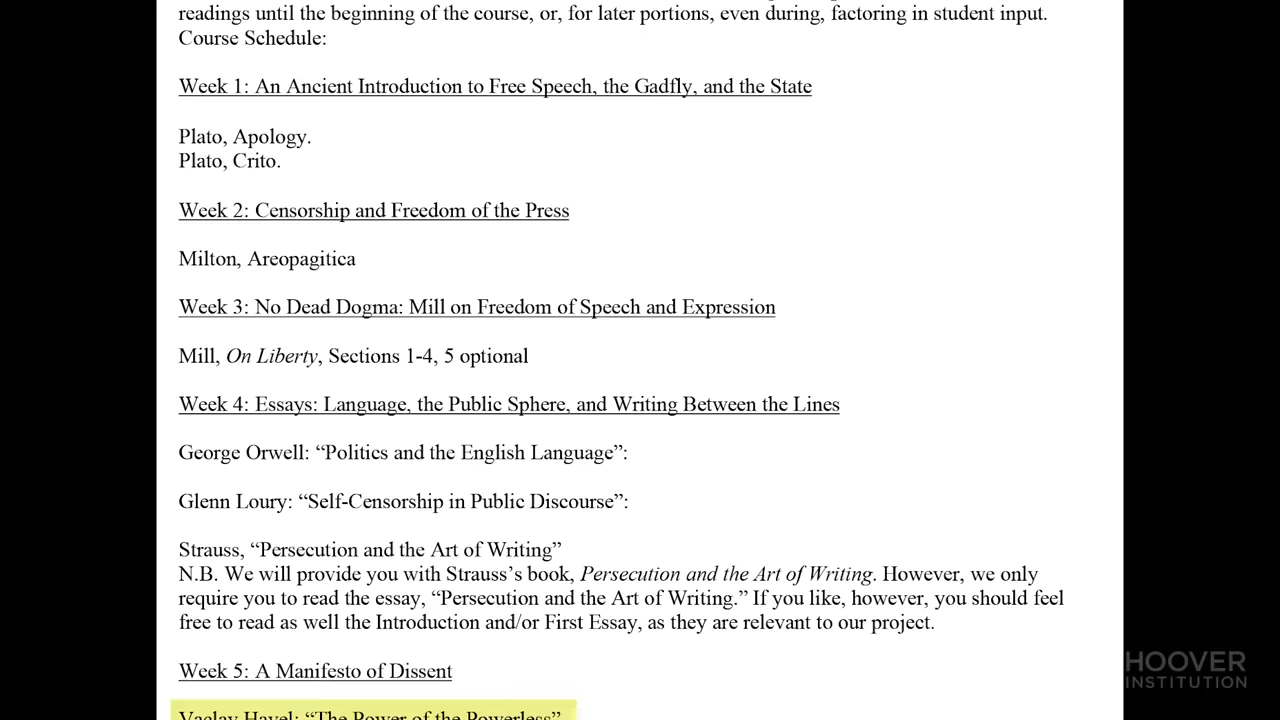 readings until the beginning of the course, or, for later portions, even during, factoring in student input.
Course Schedule:
Week 1: An Ancient Introduction to Free Speech, the Gadfly, and the State
Plato, Apology.
Plato, Crito.
Week 2: Censorship and Freedom of the Press
Milton, Areopagitica
Week 3: No Dead Dogma: Mill on Freedom of Speech and Expression
Mill, On Liberty, Sections 1-4, 5 optional
Week 4: Essays: Language, the Public Sphere, and Writing Between the Lines
George Orwell: “Politics and the English Language”:
Glenn Loury: “Self-Censorship in Public Discourse”:
Strauss, “Persecution and the Art of Writing”
N.B. We will provide you with Strauss’s book, Persecution and the Art of Writing. However, we only
require you to read the essay, “Persecution and the Art of Writing.” If you like, however, you should feel
free to read as well the Introduction and/or First Essay, as they are relevant to our project.
Week 5: A Manifesto of Dissent
Vaclav Havel: “The Power of the Powerless”
HOOVER
INSTITUTION